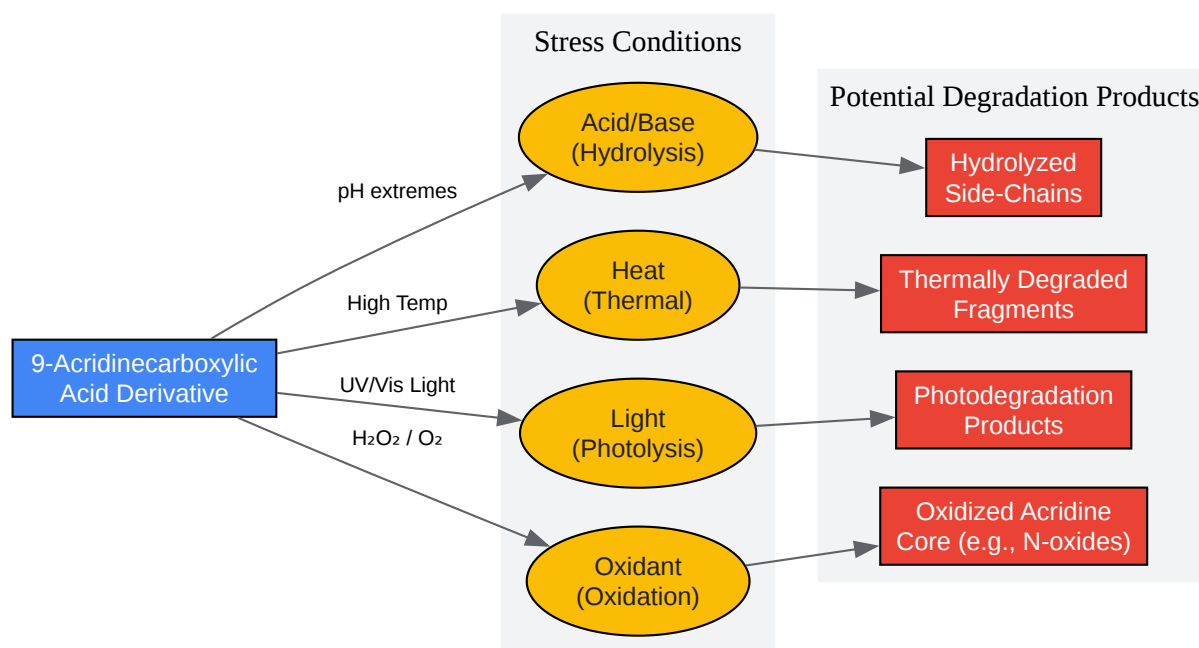 Stress Conditions
Potential Degradation Products
Acid/Base
(Hydrolysis)
Hydrolyzed
Side-Chains
pH extremes
Heat
(Thermal)
Thermally Degraded
Fragments
High Temp
9-Acridinecarboxylic
Acid Derivative
UV/Vis Light
Light
(Photolysis)
Photodegradation
Products
H₂O₂ / O₂
Oxidant
(Oxidation)
Oxidized Acridine
Core (e.g., N-oxides)